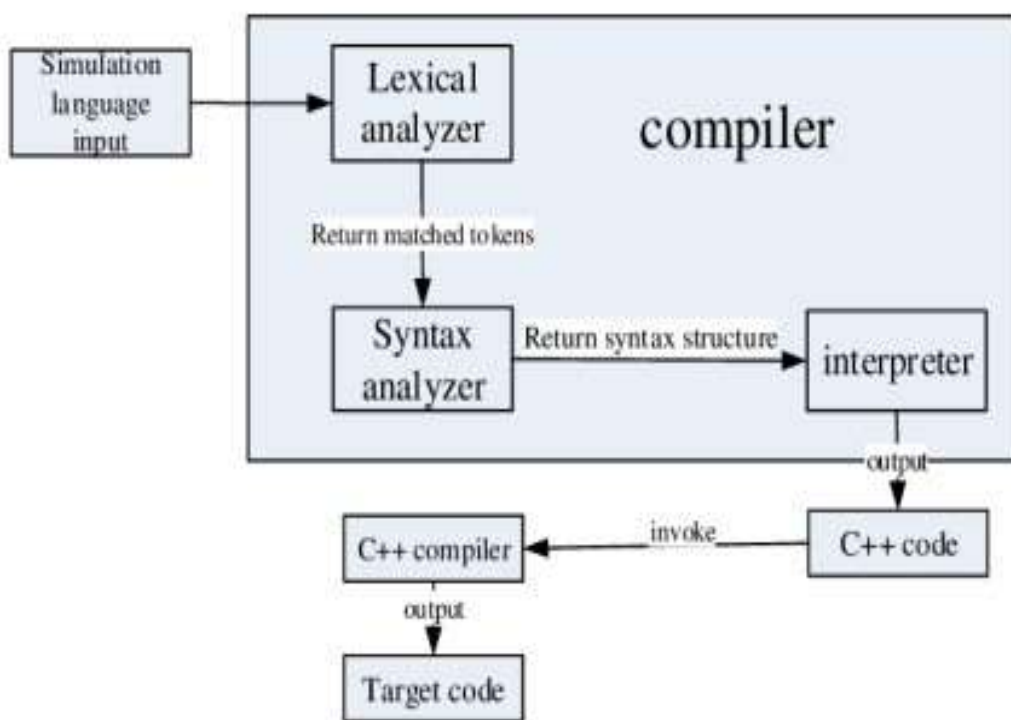 Simulation
language
input
Lexical
analyzer
compiler
Return matched tokens
Syntax
analyzer
Return syntax structure
interpreter
output
C++ code
invoke
C++ compiler
output
Target code